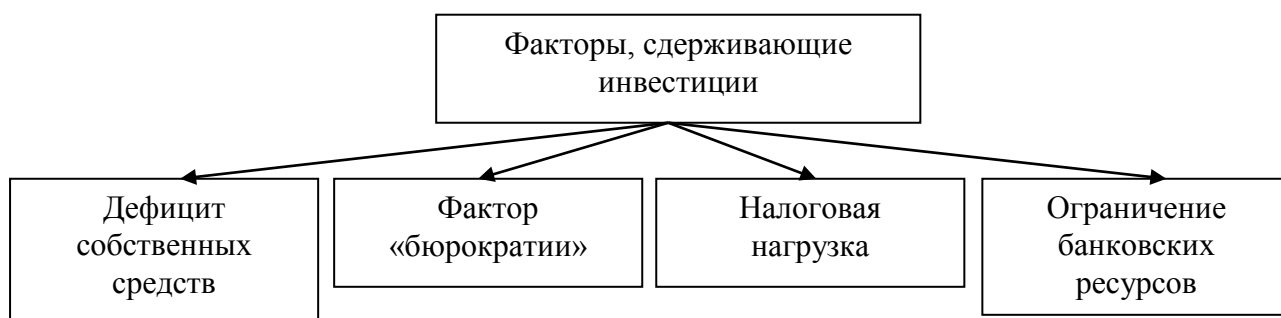 Факторы, сдерживающие
инвестиции
Дефицит
собственных
средств
Фактор
«бюрократии»
Налоговая
нагрузка
Ограничение
банковских
ресурсов